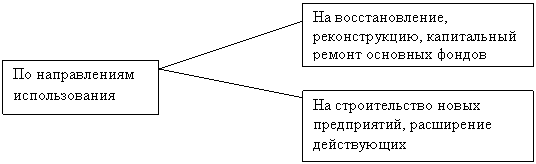 По направлениям
использования
На восстановление,
реконструкцию, капитальный
ремонт основных фондов
На строительство новых
предприятий, расширение
действующих